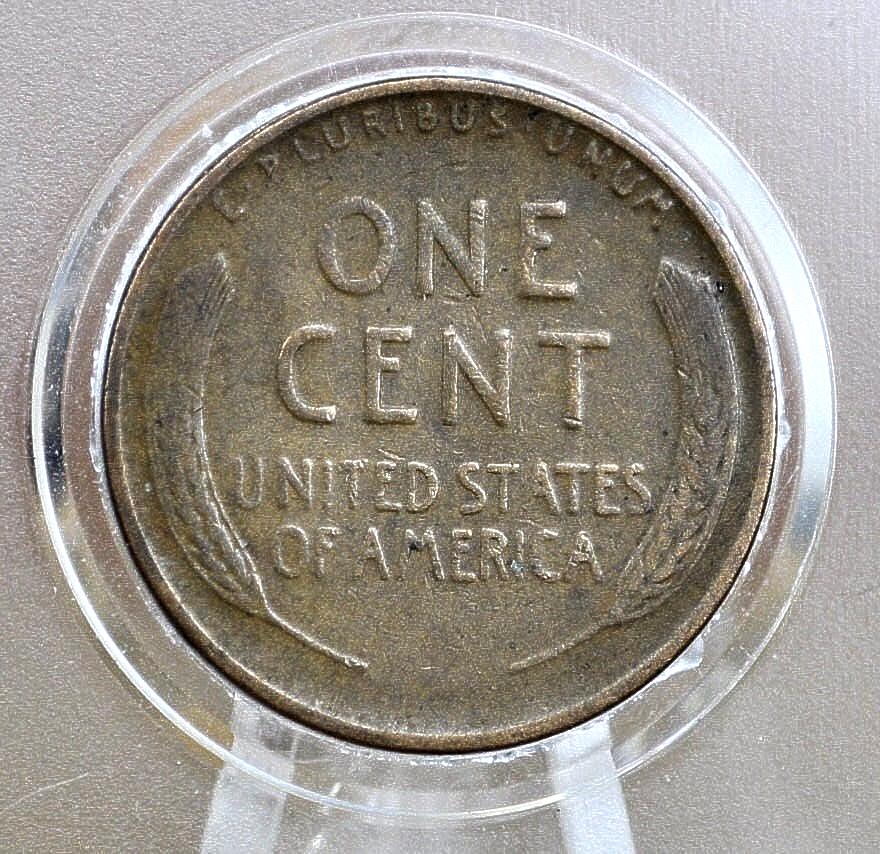 E · PLURIBUS · UNUM
ONE
CENT
UNITED STATES
OF AMERICA